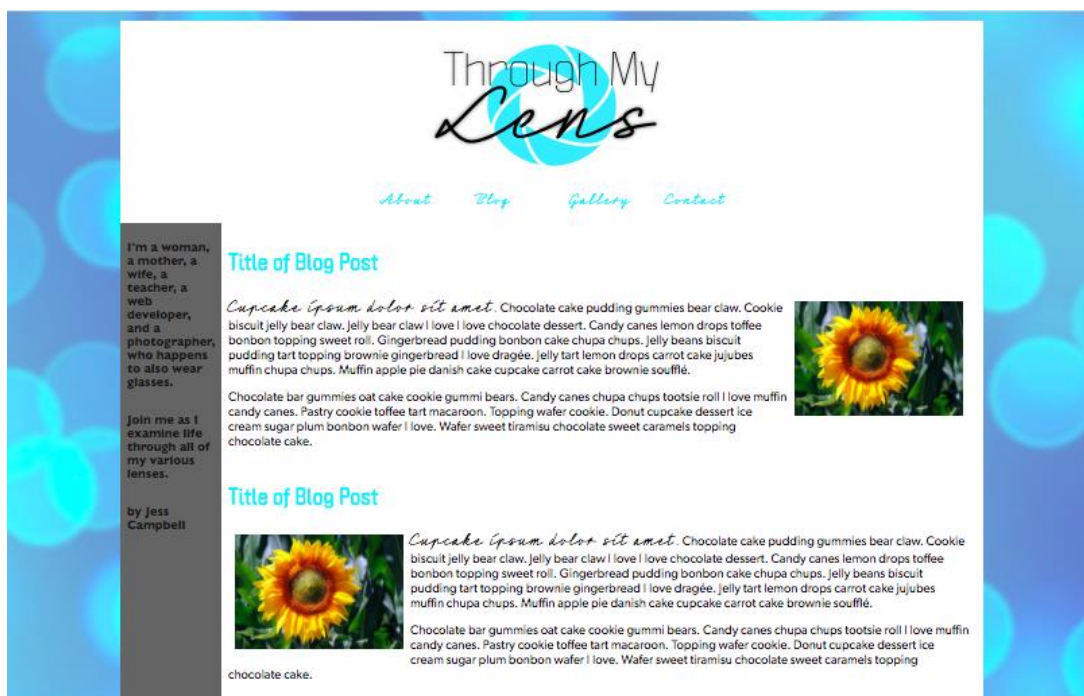 Through My
Lens
About Blog Gallery Contact
I'm a woman,
a mother, a
wife, a
teacher, a
web
developer,
and a
photographer,
who happens
to also wear
glasses.
Join me as I
examine life
through all of
my various
lenses.
by Jess
Campbell
Title of Blog Post
Cupcake ipsum dolor sit amet. Chocolate cake pudding gummies bear claw. Cookie
biscuit jelly bear claw. Jelly bear claw I love I love chocolate dessert. Candy canes lemon drops toffee
bonbon topping sweet roll. Gingerbread pudding bonbon cake chupa chups. Jelly beans biscuit
pudding tart topping brownie gingerbread I love dragée. Jelly tart lemon drops carrot cake jujubes
muffin chupa chups. Muffin apple pie danish cake cupcake carrot cake brownie soufflé.
Chocolate bar gummies oat cake cookie gummi bears. Candy canes chupa chups tootsie roll I love muffin
candy canes. Pastry cookie toffee tart macaroon. Topping wafer cookie. Donut cupcake dessert ice
cream sugar plum bonbon wafer I love. Wafer sweet tiramisu chocolate sweet caramels topping
chocolate cake.
Title of Blog Post
Cupcake ipsum dolor sit amet. Chocolate cake pudding gummies bear claw. Cookie
biscuit jelly bear claw. Jelly bear claw I love I love chocolate dessert. Candy canes lemon drops toffee
bonbon topping sweet roll. Gingerbread pudding bonbon cake chupa chups. Jelly beans biscuit
pudding tart topping brownie gingerbread I love dragée. Jelly tart lemon drops carrot cake jujubes
muffin chupa chups. Muffin apple pie danish cake cupcake carrot cake brownie soufflé.
Chocolate bar gummies oat cake cookie gummi bears. Candy canes chupa chups tootsie roll I love muffin
candy canes. Pastry cookie toffee tart macaroon. Topping wafer cookie. Donut cupcake dessert ice
cream sugar plum bonbon wafer I love. Wafer sweet tiramisu chocolate sweet caramels topping
chocolate cake.